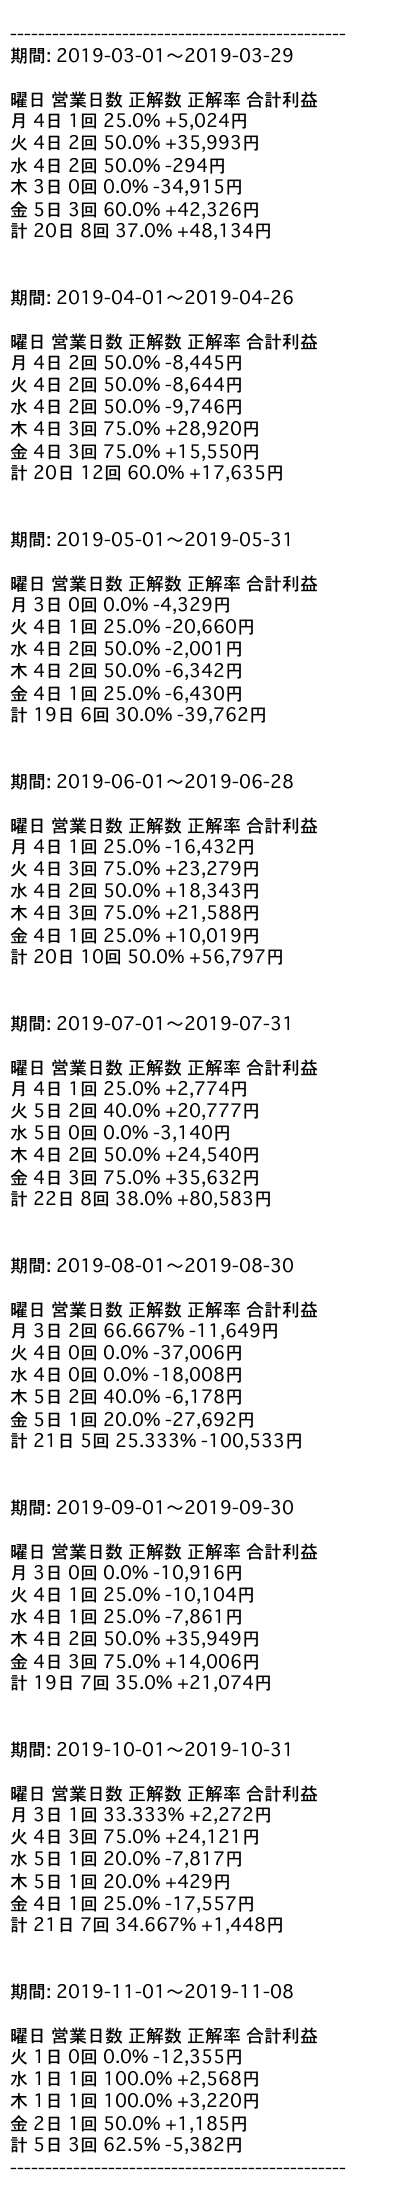 ------------------------------------------------
期間: 2019-03-01〜2019-03-29
曜日 営業日数 正解数 正解率 合計利益
月 4日 1回 25.0% +5,024円
火 4日 2回 50.0% +35,993円
水 4日 2回 50.0% -294円
木 3日 0回 0.0% -34,915円
金 5日 3回 60.0% +42,326円
計 20日 8回 37.0% +48,134円
期間: 2019-04-01〜2019-04-26
曜日 営業日数 正解数 正解率 合計利益
月 4日 2回 50.0% -8,445円
火 4日 2回 50.0% -8,644円
水 4日 2回 50.0% -9,746円
木 4日 3回 75.0% +28,920円
金 4日 3回 75.0% +15,550円
計 20日 12回 60.0% +17,635円
期間: 2019-05-01〜2019-05-31
曜日 営業日数 正解数 正解率 合計利益
月 3日 0回 0.0% -4,329円
火 4日 1回 25.0% -20,660円
水 4日 2回 50.0% -2,001円
木 4日 2回 50.0% -6,342円
金 4日 1回 25.0% -6,430円
計 19日 6回 30.0% -39,762円
期間: 2019-06-01〜2019-06-28
曜日 営業日数 正解数 正解率 合計利益
月 4日 1回 25.0% -16,432円
火 4日 3回 75.0% +23,279円
水 4日 2回 50.0% +18,343円
木 4日 3回 75.0% +21,588円
金 4日 1回 25.0% +10,019円
計 20日 10回 50.0% +56,797円
期間: 2019-07-01〜2019-07-31
曜日 営業日数 正解数 正解率 合計利益
月 4日 1回 25.0% +2,774円
火 5日 2回 40.0% +20,777円
水 5日 0回 0.0% -3,140円
木 4日 2回 50.0% +24,540円
金 4日 3回 75.0% +35,632円
計 22日 8回 38.0% +80,583円
期間: 2019-08-01〜2019-08-30
曜日 営業日数 正解数 正解率 合計利益
月 3日 2回 66.667% -11,649円
火 4日 0回 0.0% -37,006円
水 4日 0回 0.0% -18,008円
木 5日 2回 40.0% -6,178円
金 5日 1回 20.0% -27,692円
計 21日 5回 25.333% -100,533円
期間: 2019-09-01〜2019-09-30
曜日 営業日数 正解数 正解率 合計利益
月 3日 0回 0.0% -10,916円
火 4日 1回 25.0% -10,104円
水 4日 1回 25.0% -7,861円
木 4日 2回 50.0% +35,949円
金 4日 3回 75.0% +14,006円
計 19日 7回 35.0% +21,074円
期間: 2019-10-01〜2019-10-31
曜日 営業日数 正解数 正解率 合計利益
月 3日 1回 33.333% +2,272円
火 4日 3回 75.0% +24,121円
水 5日 1回 20.0% -7,817円
木 5日 1回 20.0% +429円
金 4日 1回 25.0% -17,557円
計 21日 7回 34.667% +1,448円
期間: 2019-11-01〜2019-11-08
曜日 営業日数 正解数 正解率 合計利益
火 1日 0回 0.0% -12,355円
水 1日 1回 100.0% +2,568円
木 1日 1回 100.0% +3,220円
金 2日 1回 50.0% +1,185円
計 5日 3回 62.5% -5,382円
------------------------------------------------